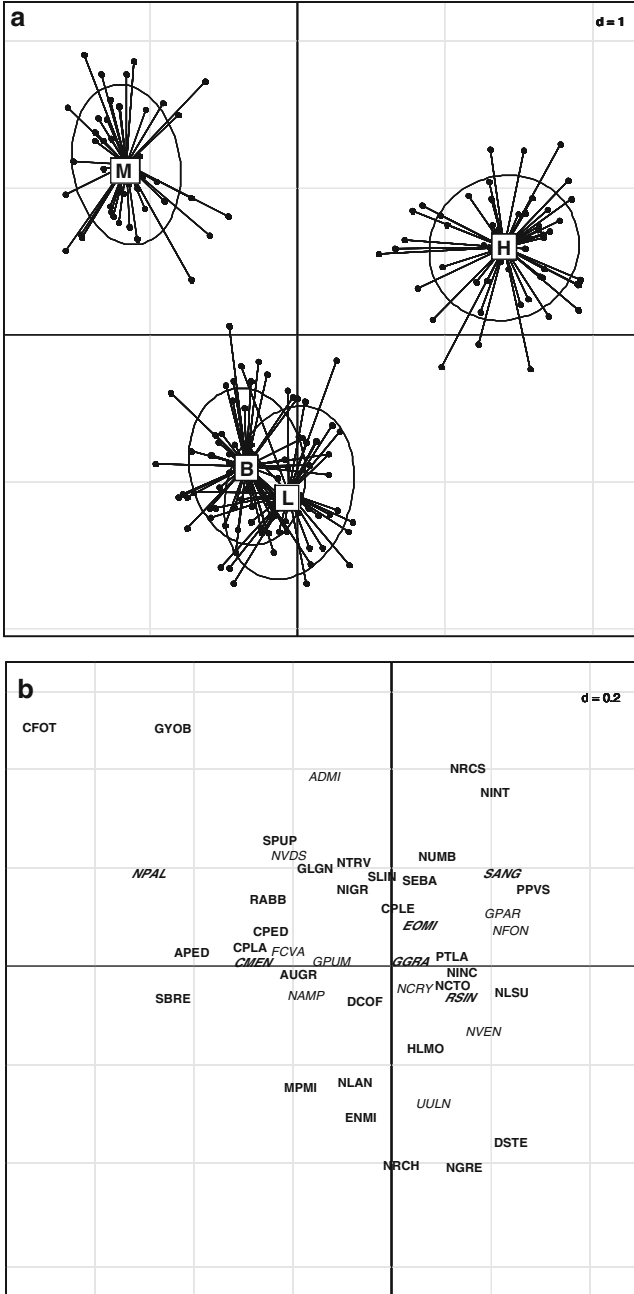 a
d = 1
M
H
B
L
b
d = 0.2
CFOT
GYOB
NRCS
ADMI
NINT
SPUP
NVDS
NUMB
NTRV
GLGN
NPAL
SANG
SLIN
SEBA
NIGR
PPVS
RABB
CPLE
GPAR
EOMI
NFON
CPED
CPLA
FCVA
APED
PTLA
CMEN
GPUM
GGRA
NINC
AUGR
NCTO
NCRY
NLSU
NAMP
RSIN
SBRE
DCOF
NVEN
HLMO
NLAN
MPMI
UULN
ENMI
DSTE
NRCH
NGRE